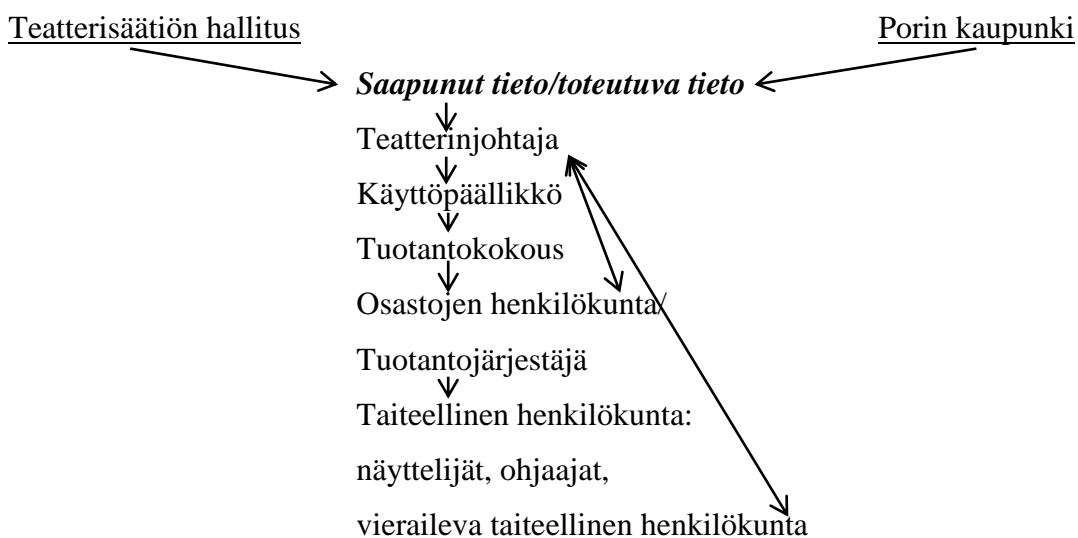 Teatterisäätiön hallitus
Porin kaupunki
Saapunut tieto/toteutuva tieto
Teatterinjohtaja
Käyttöpäällikkö
Tuotantokokous
Osastojen henkilökunta/
Tuotantojärjestäjä
Taiteellinen henkilökunta:
näyttelijät, ohjaajat,
vieraileva taiteellinen henkilökunta